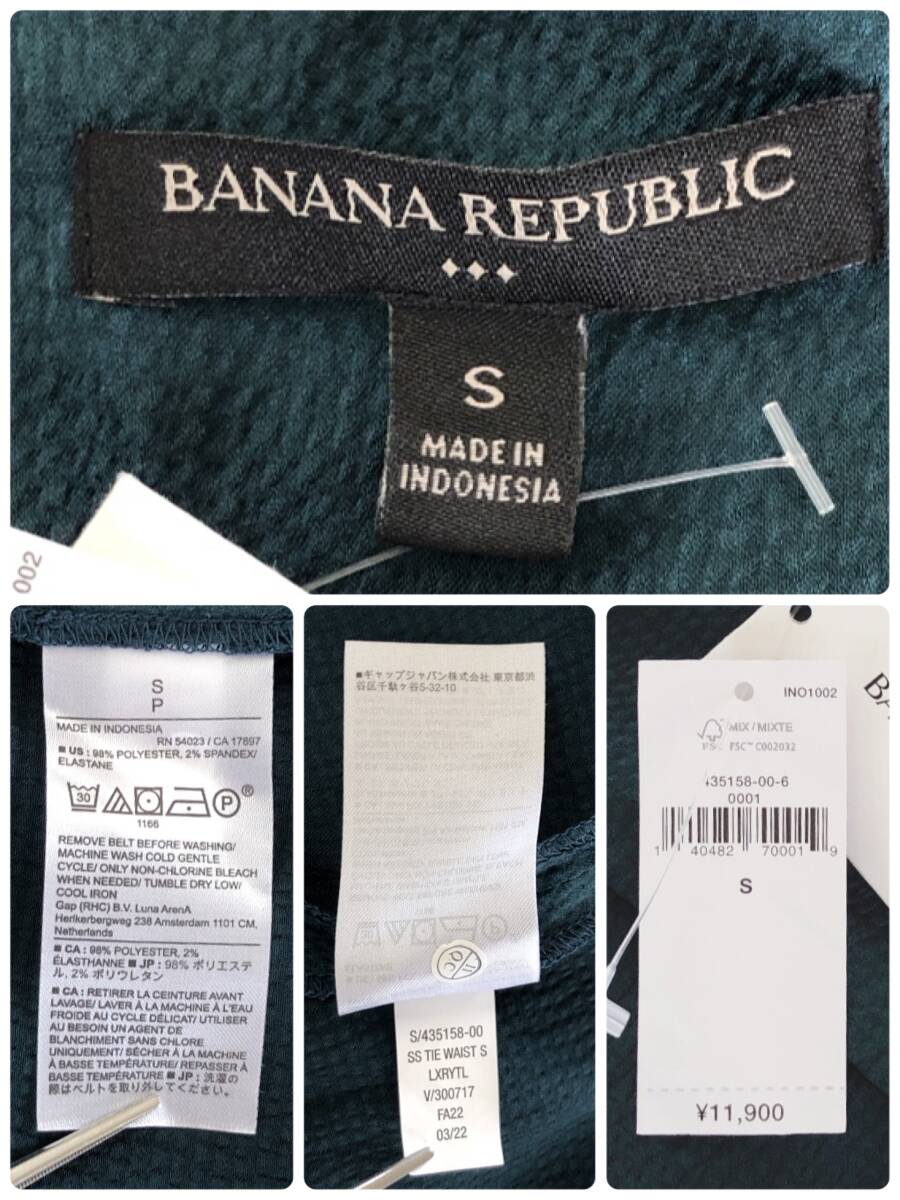 BANANA REPUBLIC
S
MADE IN
INDONESIA
002
S
P
MADE IN INDONESIA
RN 54023 / CA 17897
■ US : 98% POLYESTER, 2% SPANDEX/
ELASTANE
30
P®
1166
REMOVE BELT BEFORE WASHING/
MACHINE WASH COLD GENTLE
CYCLE/ ONLY NON-CHLORINE BLEACH
WHEN NEEDED/ TUMBLE DRY LOW/
COOL IRON
Gap (RHC) B.V. Luna ArenA
Herikerbergweg 238 Amsterdam 1101 CM,
Netherlands
■ CA : 98% POLYESTER, 2%
ÉLASTHANNE ■ JP : 98% ポリエステ
ル, 2% ポリウレタン
■ CA : RETIRER LA CEINTURE AVANT
LAVAGE/ LAVER À LA MACHINE À L'EAU
FROIDE AU CYCLE DÉLICAT/ UTILISER
AU BESOIN UN AGENT DE
BLANCHIMENT SANS CHLORE
UNIQUEMENT/ SÉCHER À LA MACHINE
À BASSE TEMPÉRATURE/ REPASSER À
BASSE TEMPÉRATURE ■ JP : 洗濯の
際はベルトを取り外してください。
■ギャップジャパン株式会社 東京都渋
谷区千駄ヶ谷5-32-10
QC
S/435158-00
SS TIE WAIST S
LXRYTL
V/300717
FA22
03/22
INO1002
MIX / MIXTE
FSC FSC™ C002032
435158-00-6
0001
1 40482 70001 9
S
¥11,900